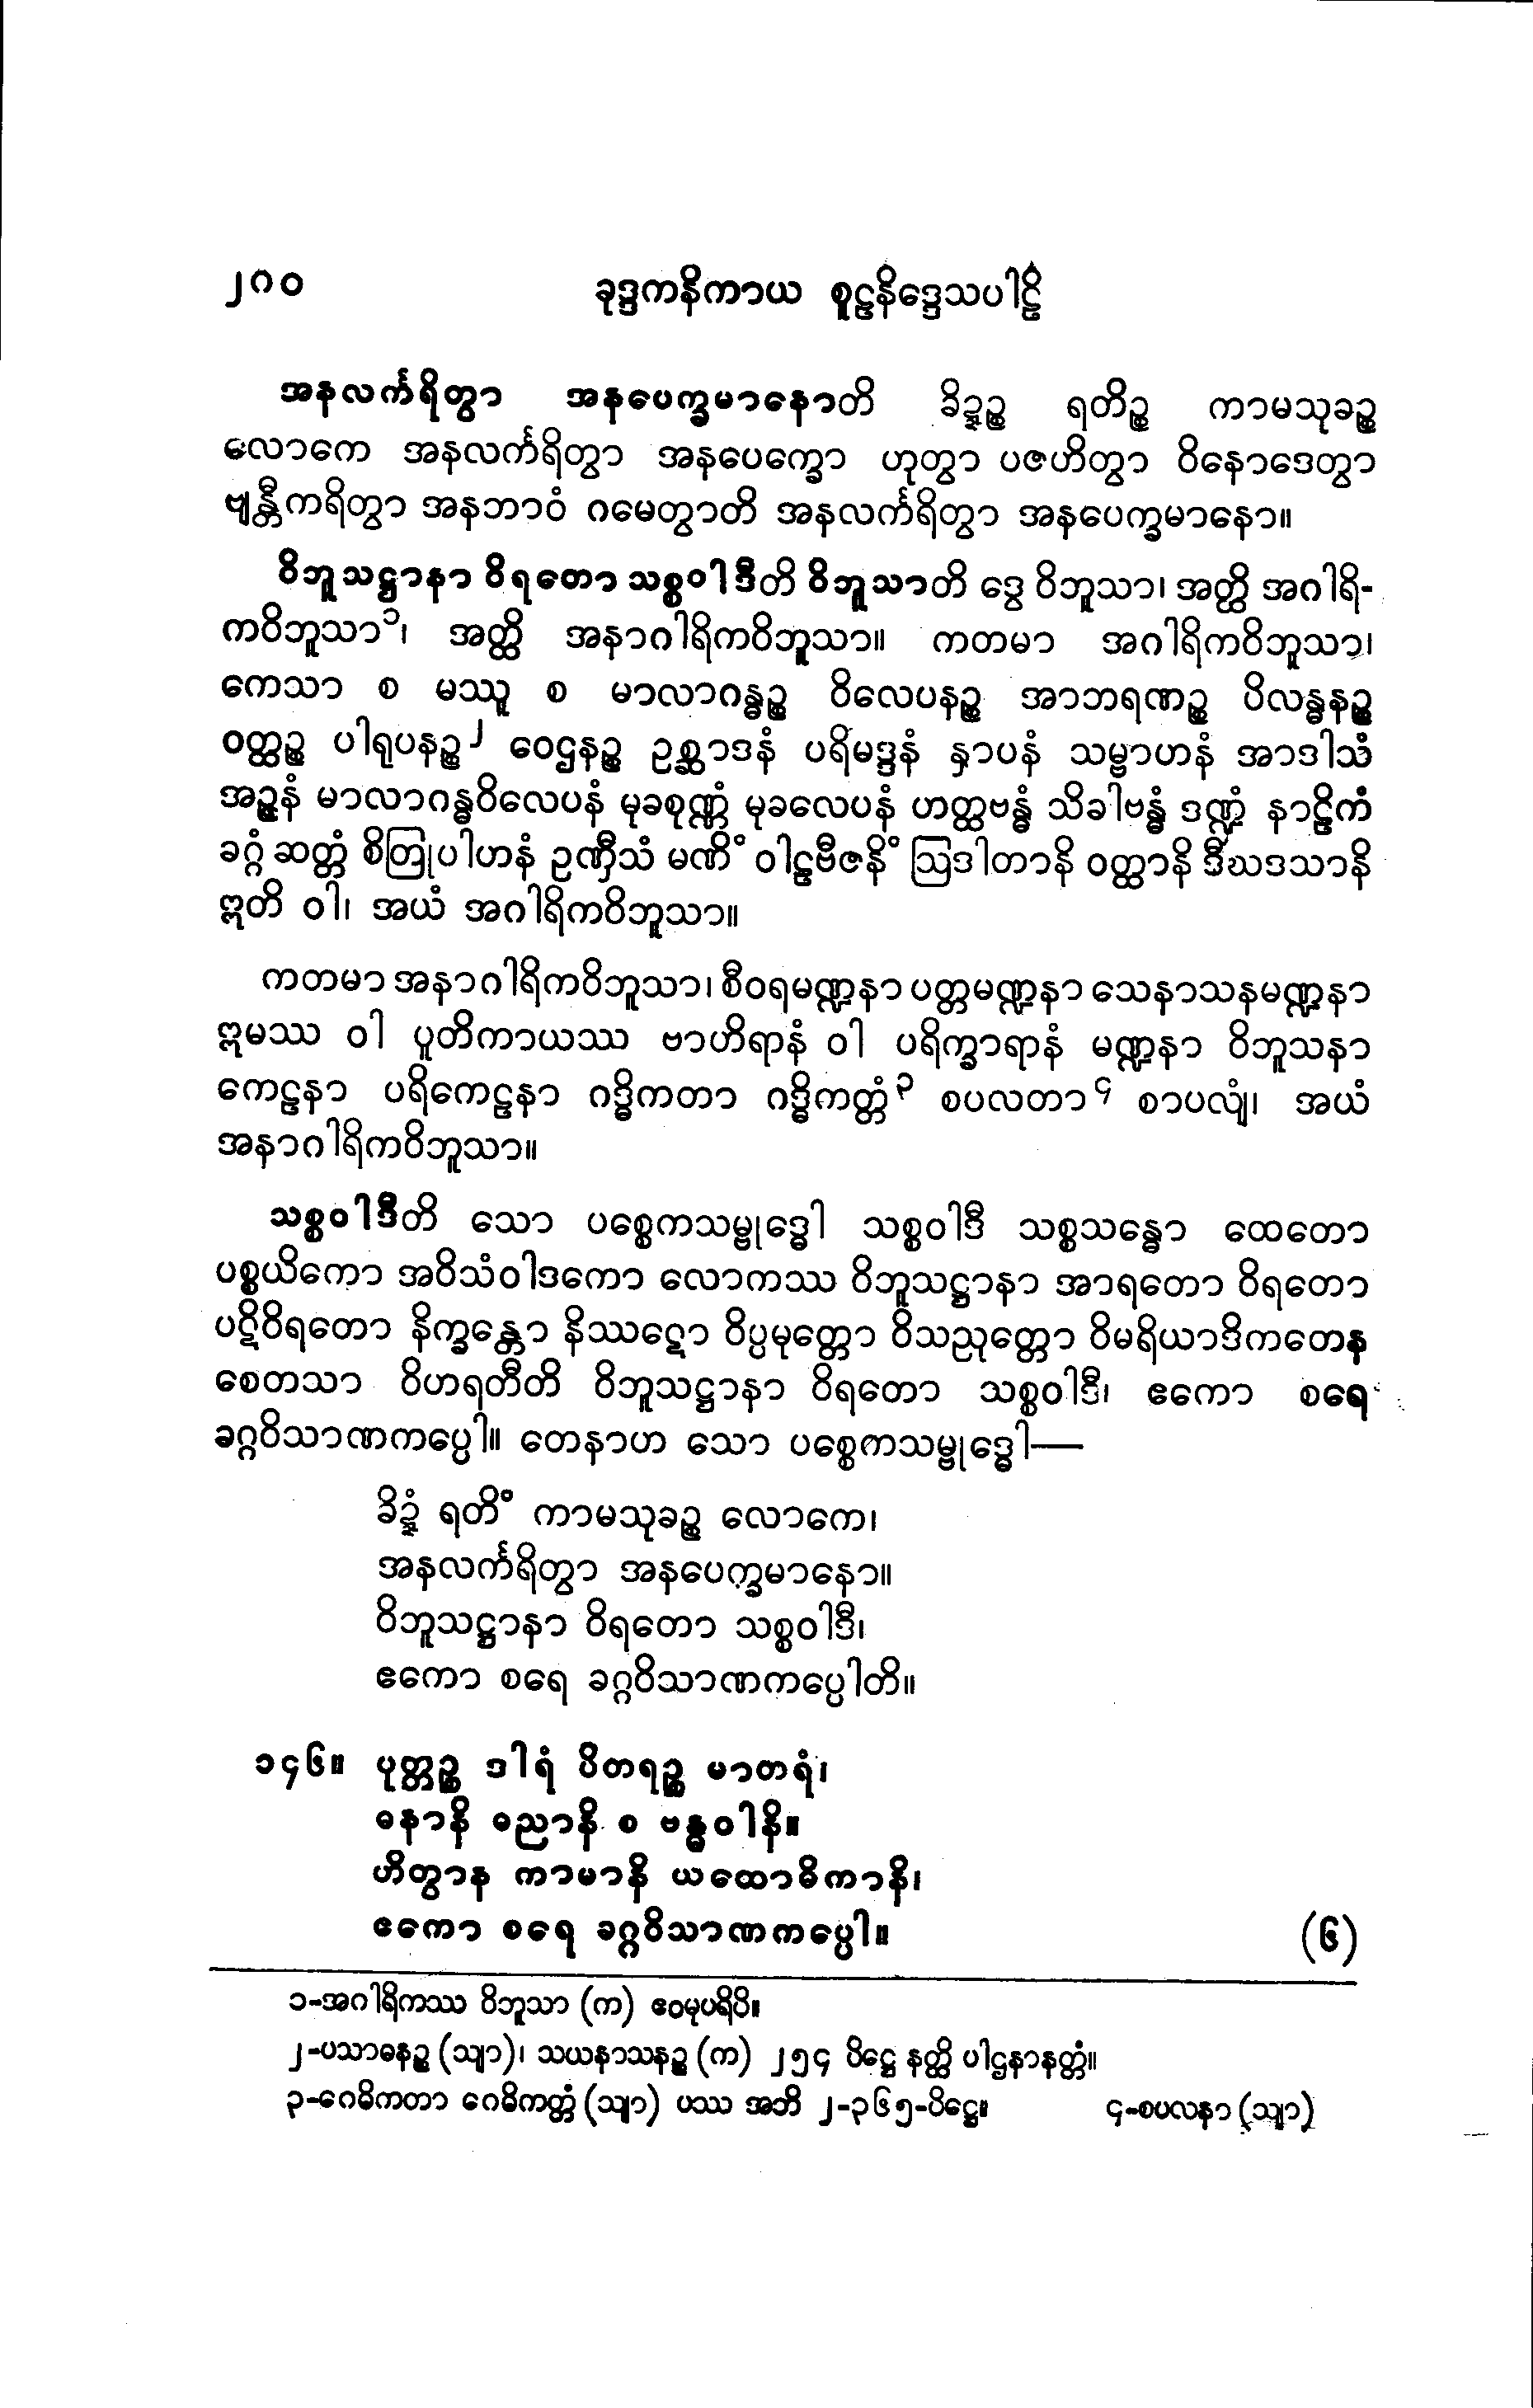 ၂၈၀ ခုဒ္ဒကနိကာယ စူဠနိဒ္ဒေသပါဠိ
အနလင်္ကရိတွာ အနပေက္ခမာနောတိ ခိဍ္ဍဉ္စ ရတိဉ္စ ကာမသုခဉ္စ
လောကေ အနလင်္ကရိတွာ အနပေက္ခော ဟုတွာ ပဇဟိတွာ ဝိနောဒေတွာ
ဗျန္တီကရိတွာ အနဘာဝံ ဂမေတွာတိ အနလင်္ကရိတွာ အနပေက္ခမာနော။
ဝိဘူသဋ္ဌာနာ ဝိရတော သစ္စဝါဒီတိ ဝိဘူသာတိ ဒွေ ဝိဘူသာ၊ အတ္ထိ အဂါရိ-
ကဝိဘူသာ၁၊ အတ္ထိ အနာဂါရိကဝိဘူသာ။ ကတမာ အဂါရိကဝိဘူသာ၊
ကေသာ စ မဿူ စ မာလာဂန္ဓဉ္စ ဝိလေပနဉ္စ အာဘရဏဉ္စ ပိလန္ဓနဉ္စ
ဝတ္ထဉ္စ ပါရုပနဉ္စ၂ ဝေဌနဉ္စ ဥစ္ဆာဒနံ ပရိမဒ္ဒနံ နှာပနံ သမ္ဗာဟနံ အာဒါသံ
အဉ္ဇနံ မာလာဂန္ဓဝိလေပနံ မုခစုဏ္ဏံ မုခလေပနံ ဟတ္ထဗန္ဓံ သိခါဗန္ဓံ ဒဏ္ဍံ နာဠိကံ
ခဂ္ဂံ ဆတ္တံ စိတြုပါဟနံ ဥဏှီသံ မဏိံ ဝါဠဗီဇနိံ ဩဒါတာနိ ဝတ္ထာနိ ဒီဃဒသာနိ
ဣတိ ဝါ၊ အယံ အဂါရိကဝိဘူသာ။
ကတမာ အနာဂါရိကဝိဘူသာ၊ စီဝရမဏ္ဍနာ ပတ္တမဏ္ဍနာ သေနာသနမဏ္ဍနာ
ဣမဿ ဝါ ပူတိကာယဿ ဗာဟိရာနံ ဝါ ပရိက္ခာရာနံ မဏ္ဍနာ ဝိဘူသနာ
ကေဠနာ ပရိကေဠနာ ဂဒ္ဓိကတာ ဂဒ္ဓိကတ္တံ၃ စပလတာ၄ စာပလျံ၊ အယံ
အနာဂါရိကဝိဘူသာ။
သစ္စဝါဒီတိ သော ပစ္စေကသမ္ဗုဒ္ဓေါ သစ္စဝါဒီ သစ္စသန္ဓော ထေတော
ပစ္စယိကော အဝိသံဝါဒကော လောကဿ ဝိဘူသဋ္ဌာနာ အာရတော ဝိရတော
ပဋိဝိရတော နိက္ခန္တော နိဿဋော ဝိပ္ပမုတ္တော ဝိသညုတ္တော ဝိမရိယာဒိကတေန
စေတသာ ဝိဟရတီတိ ဝိဘူသဋ္ဌာနာ ဝိရတော သစ္စဝါဒီ၊ ဧကော စရေ
ခဂ္ဂဝိသာဏကပ္ပေါ။ တေနာဟ သော ပစ္စေကသမ္ဗုဒ္ဓေါ—
ခိဍ္ဍံ ရတိံ ကာမသုခဉ္စ လောကေ၊
အနလင်္ကရိတွာ အနပေက္ခမာနော။
ဝိဘူသဋ္ဌာနာ ဝိရတော သစ္စဝါဒီ၊
ဧကော စရေ ခဂ္ဂဝိသာဏကပ္ပေါတိ။
၁၄၆။ ပုတ္တဉ္စ ဒါရံ ပိတရဉ္စ မာတရံ၊
ဓနာနိ ဓညာနိ စ ဗန္ဓဝါနိ။
ဟိတွာန ကာမာနိ ယထောဓိကာနိ၊
ဧကော စရေ ခဂ္ဂဝိသာဏကပ္ပေါ။ (၆)
၁-အဂါရိကဿ ဝိဘူသာ (က) ဧဝမုပရိပိ။
၂-ပသာဓနဉ္စ (သျာ)၊ သယနာသနဉ္စ (က) ၂၅၄ ပိဋ္ဌေ နတ္ထိ ပါဌနာနတ္တံ။
၃-ဂေဓိကတာ ဂေဓိကတ္တံ (သျာ) ပဿ အဘိ ၂-၃၆၅-ပိဋ္ဌေ။ ၄-စပလနာ (သျာ)